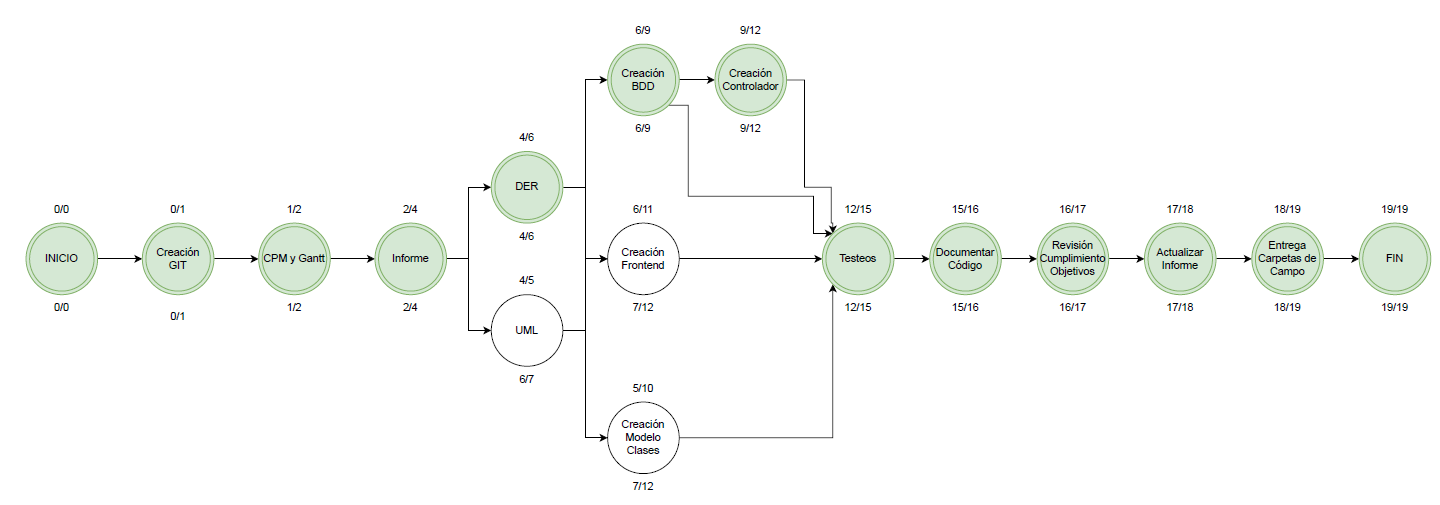 6/9
Creación
BDD
6/9
9/12
Creación
Controlador
9/12
4/6
DER
4/6
0/0
INICIO
0/0
0/1
Creación
GIT
0/1
1/2
CPM y Gantt
1/2
2/4
Informe
2/4
4/5
UML
6/7
6/11
Creación
Frontend
7/12
5/10
Creación
Modelo
Clases
7/12
12/15
Testeos
12/15
15/16
Documentar
Código
15/16
16/17
Revisión
Cumplimiento
Objetivos
16/17
17/18
Actualizar
Informe
17/18
18/19
Entrega
Carpetas de
Campo
18/19
19/19
FIN
19/19